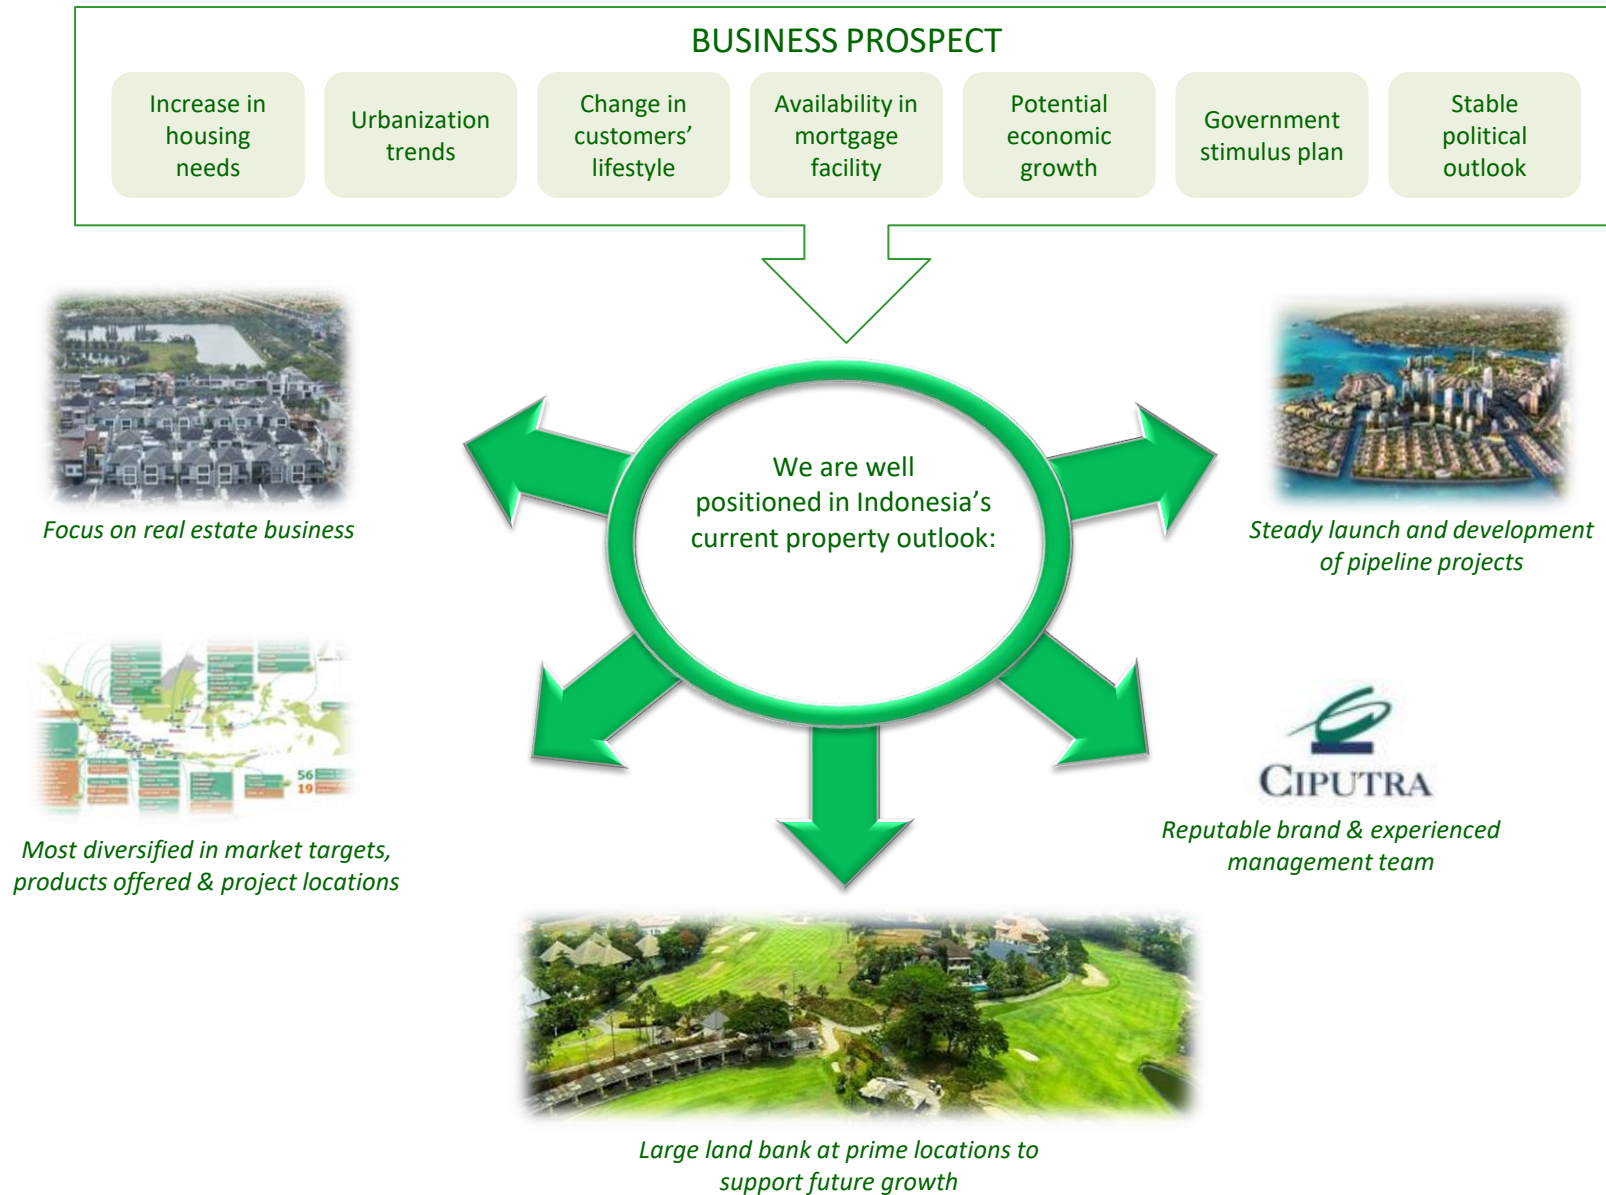 BUSINESS PROSPECT
Increase in
housing
needs
Urbanization
trends
Change in
customers’
lifestyle
Availability in
mortgage
facility
Potential
economic
growth
Government
stimulus plan
Stable
political
outlook
We are well
positioned in Indonesia’s
current property outlook:
Focus on real estate business
Steady launch and development
of pipeline projects
56
19
Most diversified in market targets,
products offered & project locations
CIPUTRA
Reputable brand & experienced
management team
Large land bank at prime locations to
support future growth